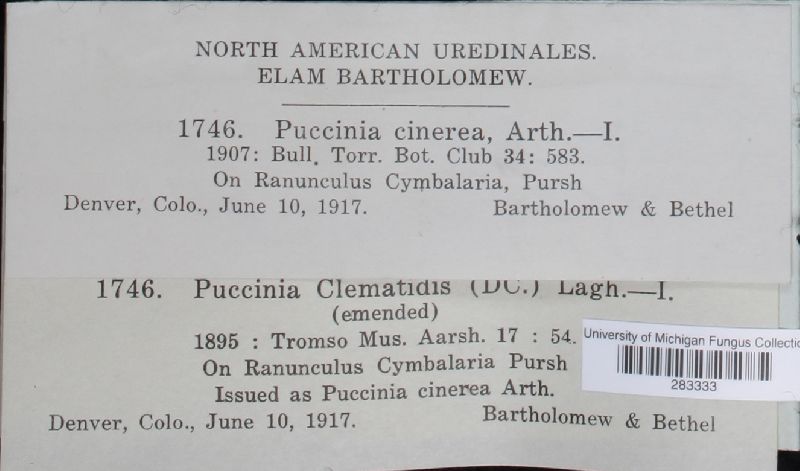 NORTH AMERICAN UREDINALES.
ELAM BARTHOLOMEW.
1746. Puccinia cinerea, Arth.—I.
1907: Bull. Torr. Bot. Club 34: 583.
On Ranunculus Cymbalaria, Pursh
Denver, Colo., June 10, 1917. Bartholomew & Bethel
1746. Puccinia Clematidis (DC.) Lagh.—I.
(emended)
1895 : Tromso Mus. Aarsh. 17 : 54.
On Ranunculus Cymbalaria Pursh
Issued as Puccinia cinerea Arth.
Denver, Colo., June 10, 1917. Bartholomew & Bethel
University of Michigan Fungus Collectio
283333